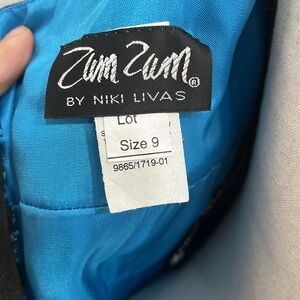 Zum Zum ®
BY NIKI LIVAS
Lot
Size 9
9865/1719-01